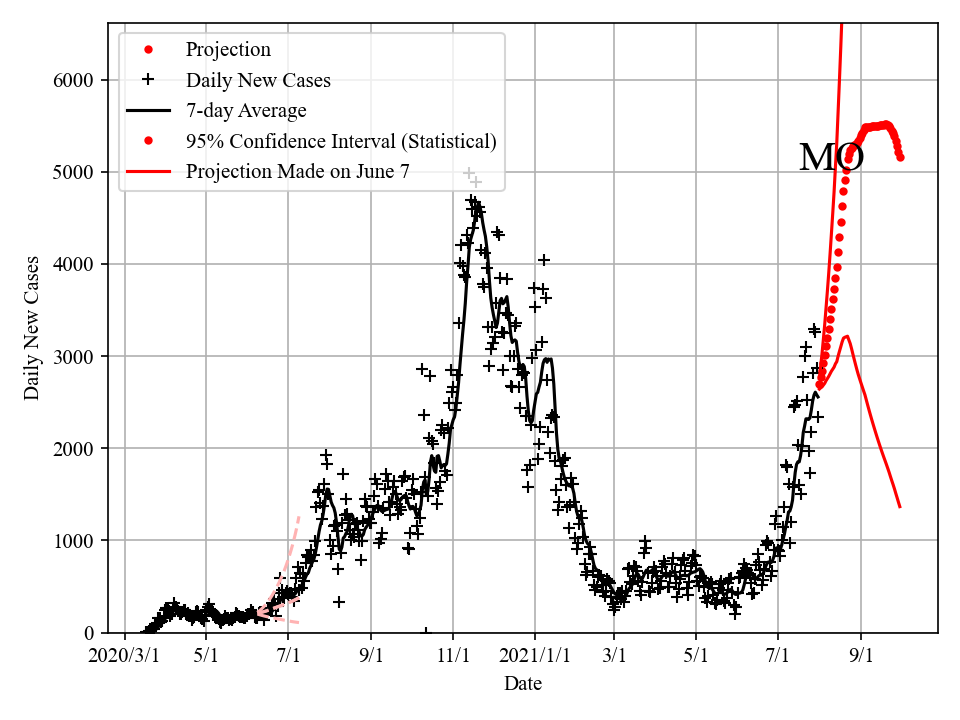 Projection
Daily New Cases
7-day Average
95% Confidence Interval (Statistical)
Projection Made on June 7
MO
Daily New Cases
6000
5000
4000
3000
2000
1000
0
2020/3/1 5/1 7/1 9/1 11/1 2021/1/1 3/1 5/1 7/1 9/1
Date